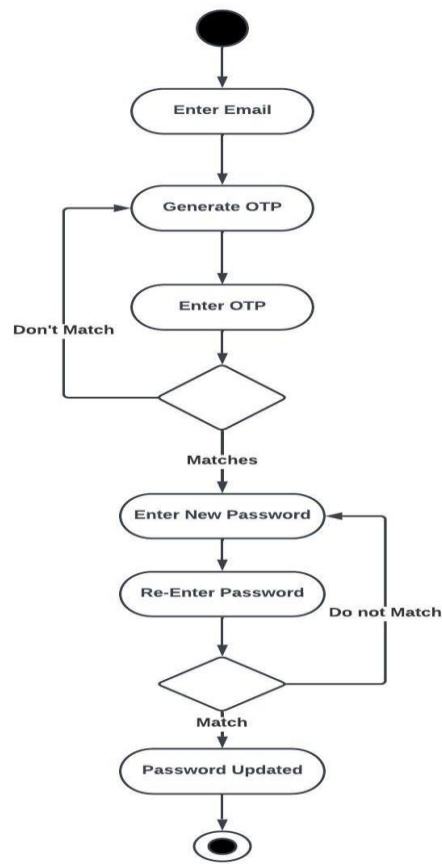 Enter Email
Generate OTP
Enter OTP
Don't Match
Matches
Enter New Password
Re-Enter Password
Do not Match
Match
Password Updated